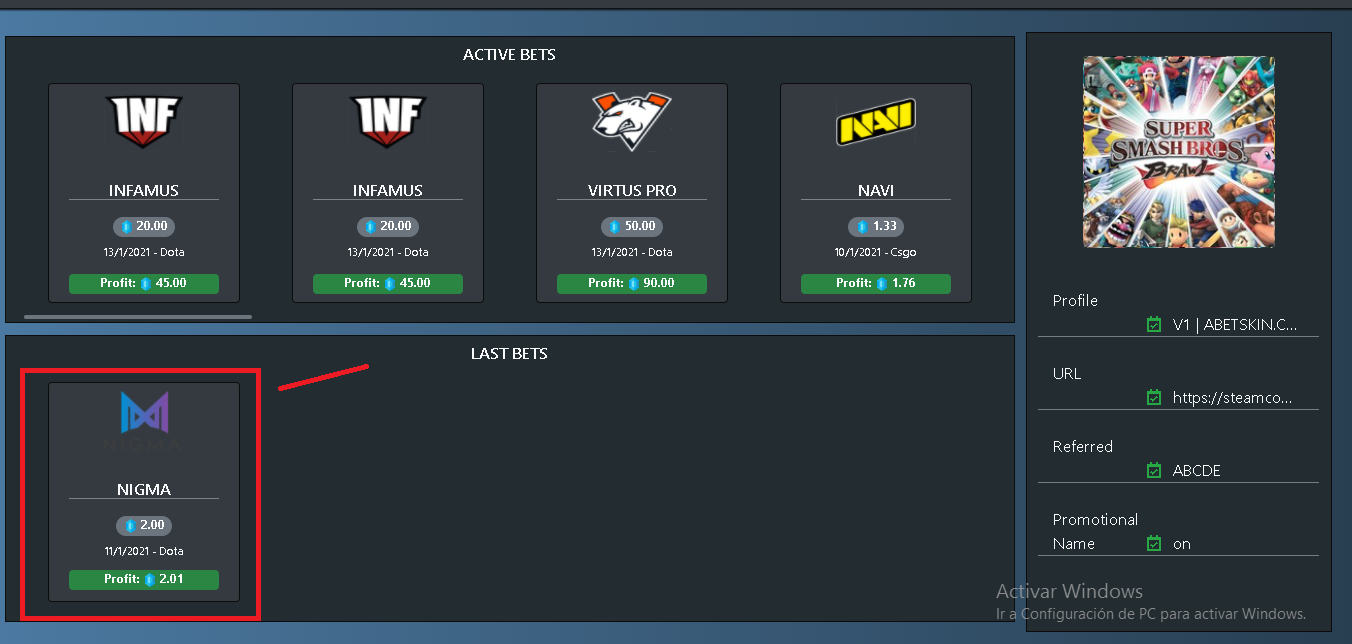 ACTIVE BETS
INF
INFAMUS
20.00
13/1/2021 - Dota
Profit: 45.00
INF
INFAMUS
20.00
13/1/2021 - Dota
Profit: 45.00
VIRTUS PRO
50.00
13/1/2021 - Dota
Profit: 90.00
NAVI
NAVI
1.33
10/1/2021 - Csgo
Profit: 1.76
LAST BETS
NIGMA
NIGMA
2.00
11/1/2021 - Dota
Profit: 2.01
SUPER
SMASH BROS.
BRAWL
Profile
V1 | ABETSKIN.C...
URL
https://steamco...
Referred
ABCDE
Promotional
Name
on
Activar Windows
Ir a Configuración de PC para activar Windows.